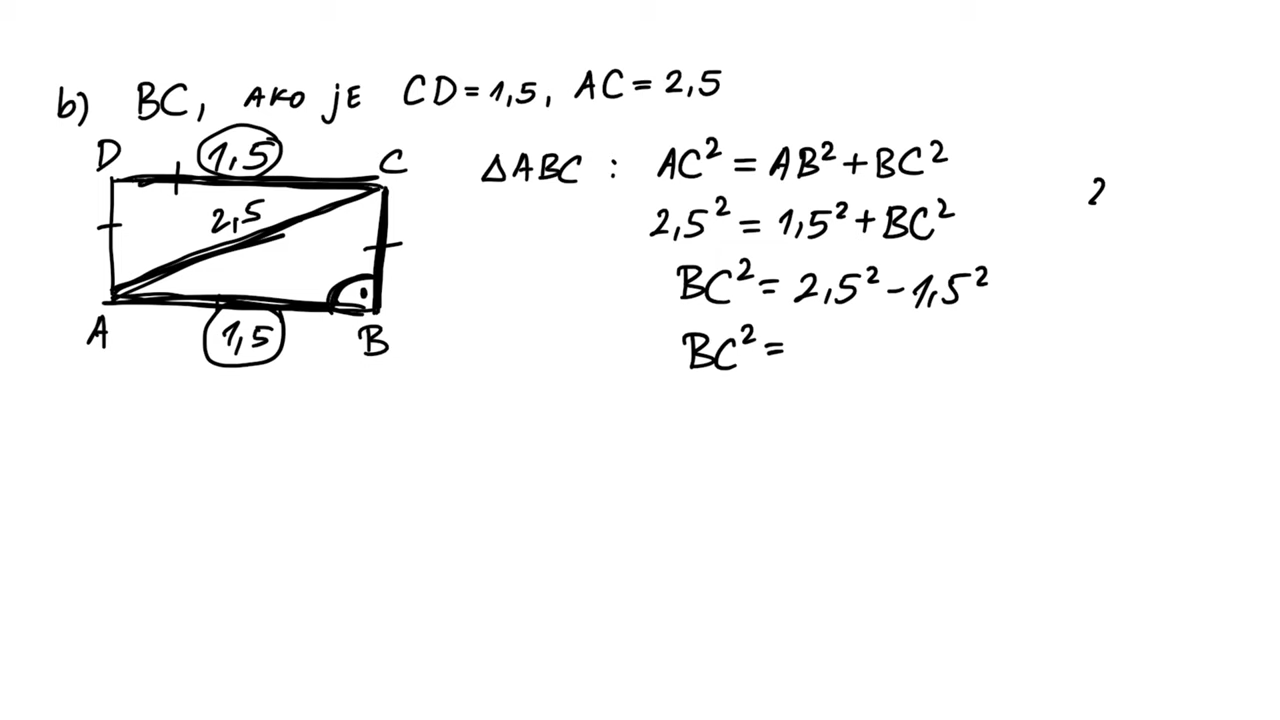 b) BC, AKO JE CD = 1,5, AC = 2,5
D 1,5 C
2,5
A 1,5 B
△ABC : AC² = AB² + BC²
2,5² = 1,5² + BC²
BC² = 2,5² - 1,5²
BC² =
2